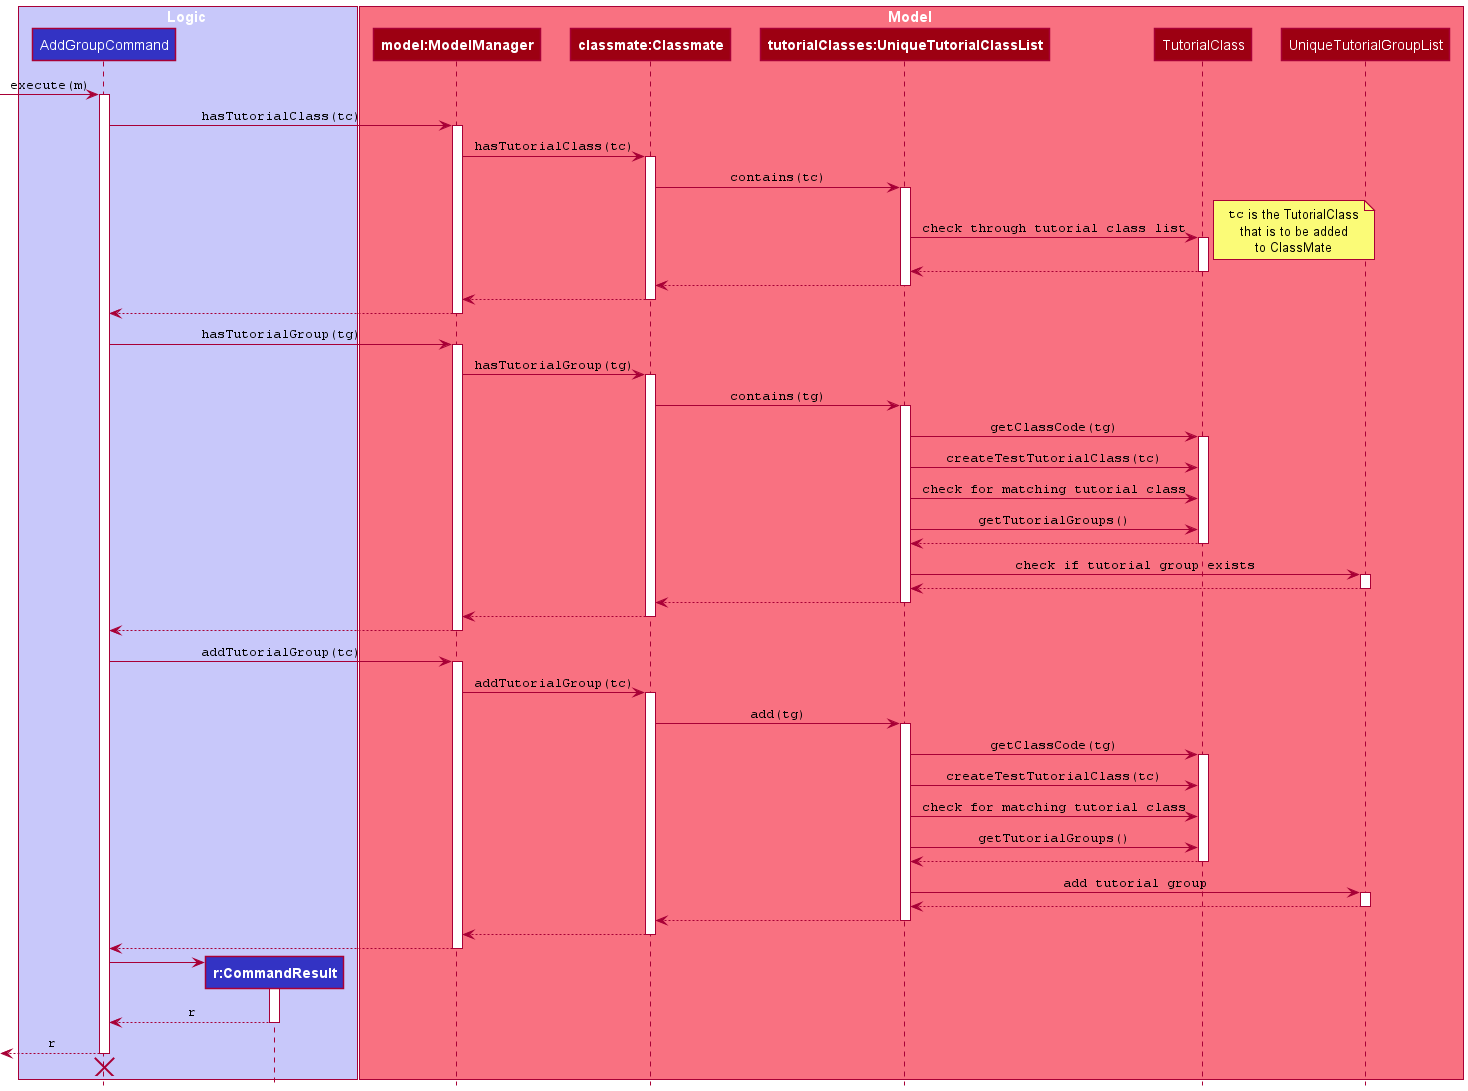 Logic
Model
AddGroupCommand
model:ModelManager
classmate:Classmate
tutorialClasses:UniqueTutorialClassList
TutorialClass
UniqueTutorialGroupList
execute(m)
hasTutorialClass(tc)
hasTutorialClass(tc)
contains(tc)
check through tutorial class list
tc is the TutorialClass
that is to be added
to ClassMate
hasTutorialGroup(tg)
hasTutorialGroup(tg)
contains(tg)
getClassCode(tg)
createTestTutorialClass(tc)
check for matching tutorial class
getTutorialGroups()
check if tutorial group exists
addTutorialGroup(tc)
addTutorialGroup(tc)
add(tg)
getClassCode(tg)
createTestTutorialClass(tc)
check for matching tutorial class
getTutorialGroups()
add tutorial group
r:CommandResult
r
r